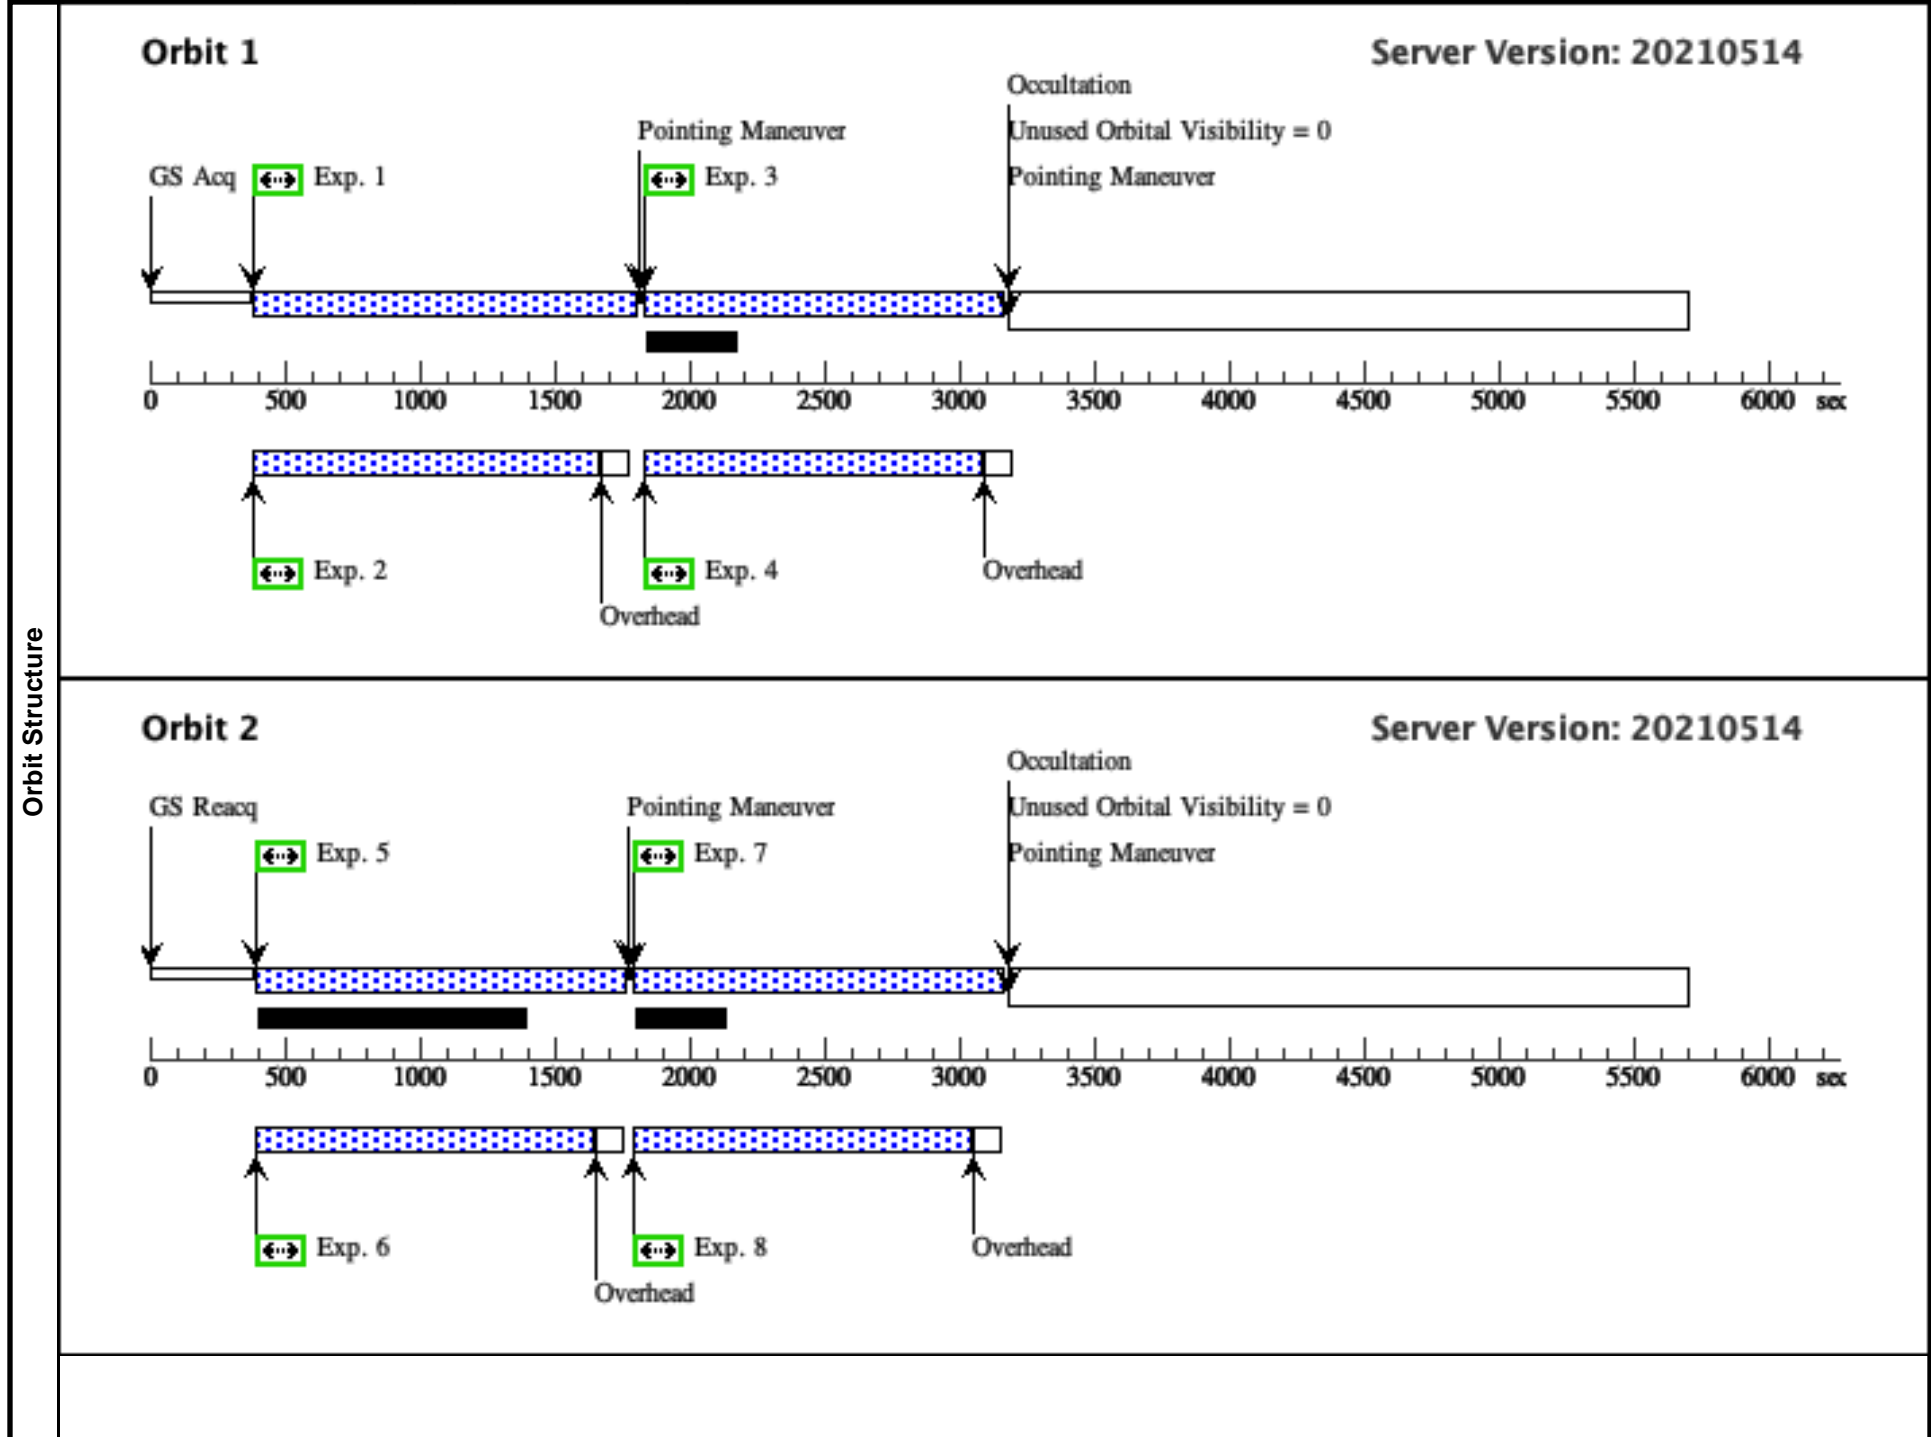 Orbit Structure
Orbit 1
Server Version: 20210514
Occultation
Pointing Maneuver
Unused Orbital Visibility = 0
GS Acq
Exp. 1
Exp. 3
Pointing Maneuver
0 500 1000 1500 2000 2500 3000 3500 4000 4500 5000 5500 6000 sec
Exp. 2
Exp. 4
Overhead
Overhead
Orbit 2
Server Version: 20210514
Occultation
GS Reacq
Pointing Maneuver
Unused Orbital Visibility = 0
Exp. 5
Exp. 7
Pointing Maneuver
0 500 1000 1500 2000 2500 3000 3500 4000 4500 5000 5500 6000 sec
Exp. 6
Exp. 8
Overhead
Overhead